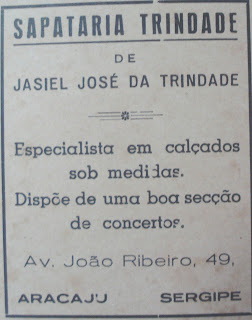 SAPATARIA TRINDADE
DE
JASIEL JOSÉ DA TRINDADE
Especialista em calçados
sob medidas.
Dispõe de uma boa secção
de concertos.
Av. João Ribeiro, 49,
ARACAJÚ SERGIPE